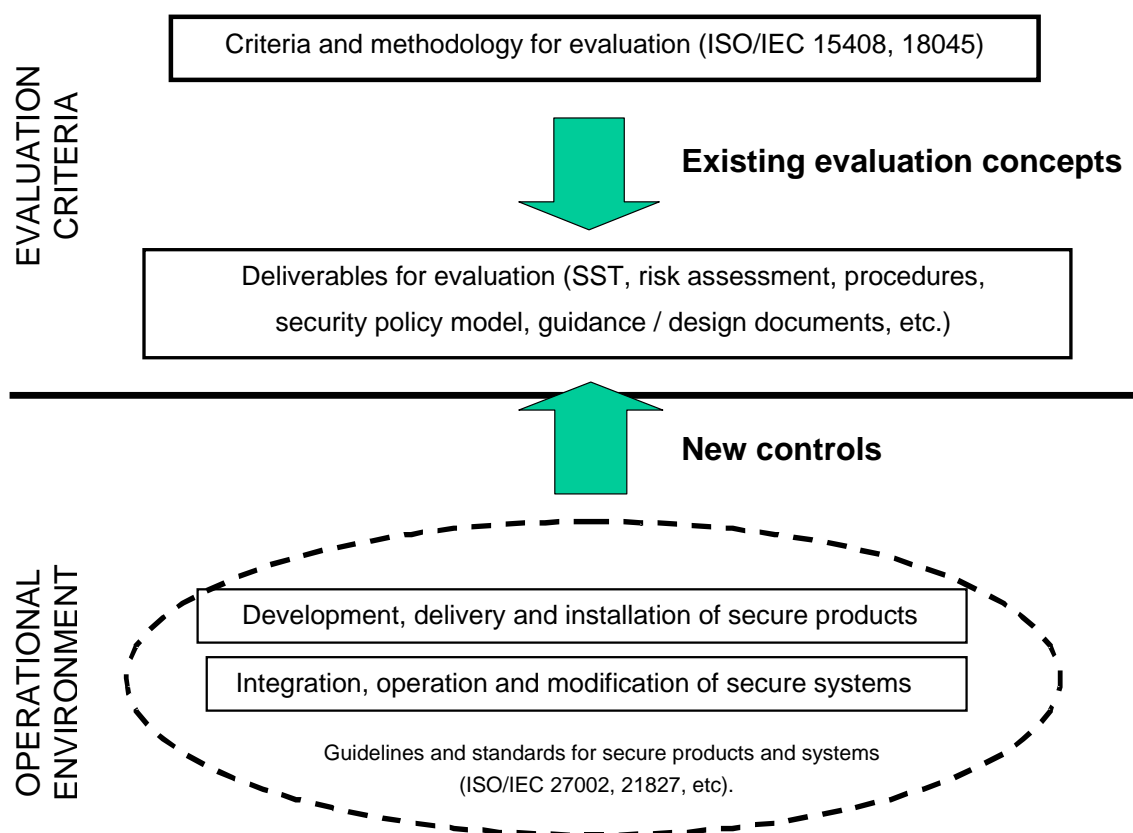 Criteria and methodology for evaluation (ISO/IEC 15408, 18045)
EVALUATION
CRITERIA
Existing evaluation concepts
Deliverables for evaluation (SST, risk assessment, procedures,
security policy model, guidance / design documents, etc.)
New controls
OPERATIONAL
ENVIRONMENT
Development, delivery and installation of secure products
Integration, operation and modification of secure systems
Guidelines and standards for secure products and systems
(ISO/IEC 27002, 21827, etc).